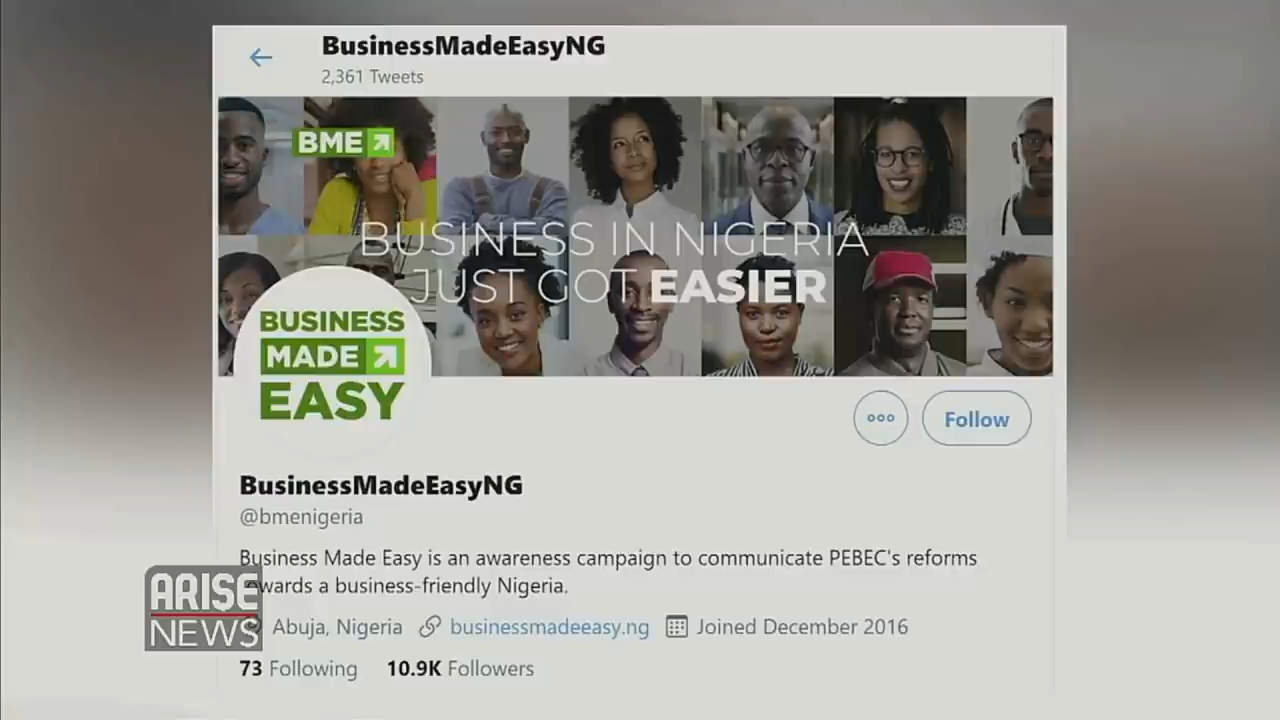 BusinessMadeEasyNG
2,361 Tweets
BME
BUSINESS IN NIGERIA
JUST GOT EASIER
BUSINESS
MADE
EASY
Follow
BusinessMadeEasyNG
@bmenigeria
Business Made Easy is an awareness campaign to communicate PEBEC's reforms
owards a business-friendly Nigeria.
Abuja, Nigeria businessmadeeasy.ng Joined December 2016
73 Following 10.9K Followers
ARISE
NEWS